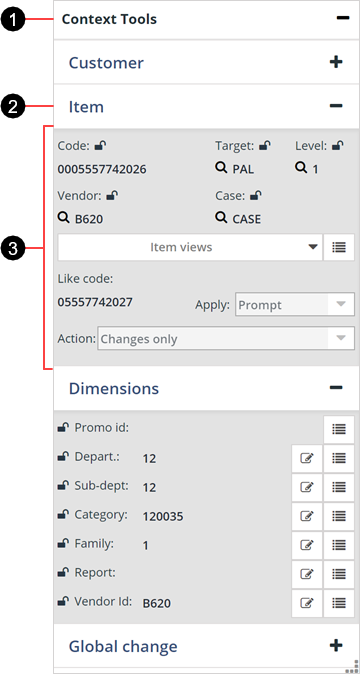 1 Context Tools
Customer
2 Item
3
Code: Target: Level:
0005557742026 PAL 1
Vendor: Case:
B620 CASE
Item views
Like code:
05557742027 Apply: Prompt
Action: Changes only
Dimensions
Promo id:
Depart.: 12
Sub-dept: 12
Category: 120035
Family: 1
Report:
Vendor Id: B620
Global change